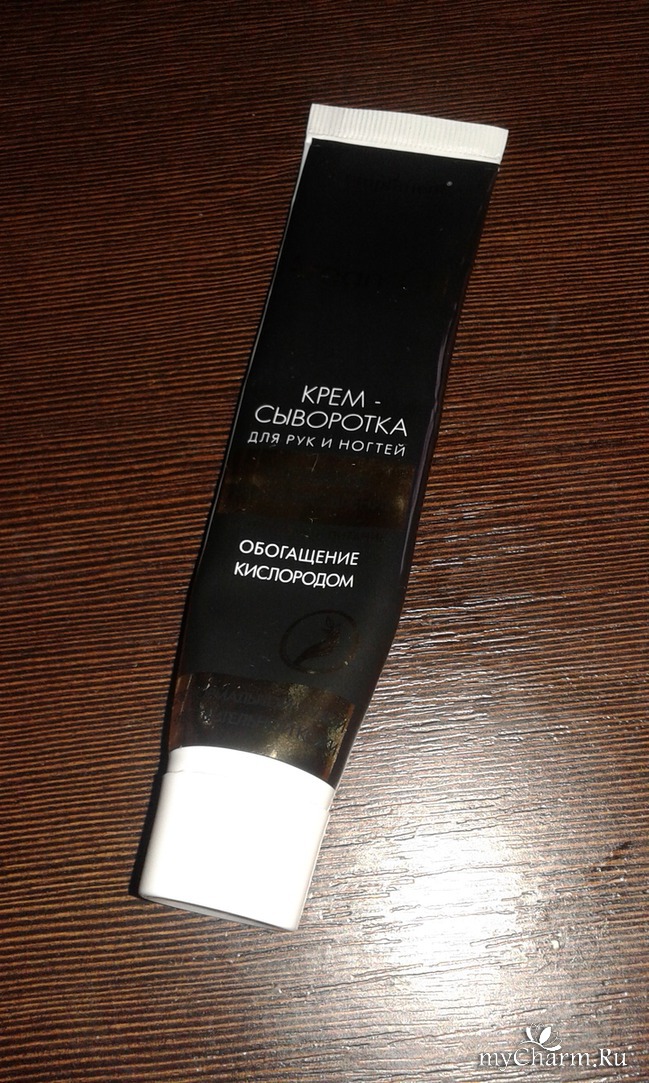 КРЕМ -
СЫВОРОТКА
ДЛЯ РУК И НОГТЕЙ
ОБОГАЩЕНИЕ
КИСЛОРОДОМ
myCharm.Ru